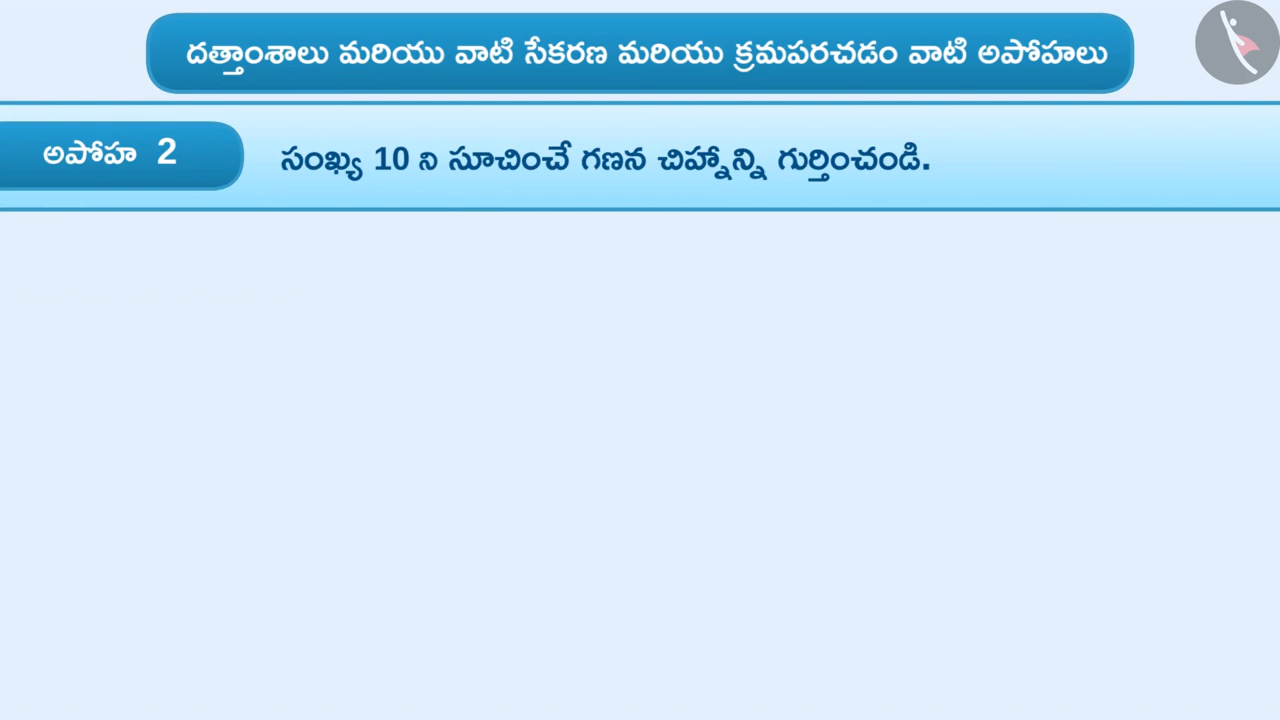 దత్తాంశాలు మరియు వాటి సేకరణ మరియు క్రమపరచడం వాటి అపోహలు
అపోహ 2
సంఖ్య 10 ని సూచించే గణన చిహ్నాన్ని గుర్తించండి.